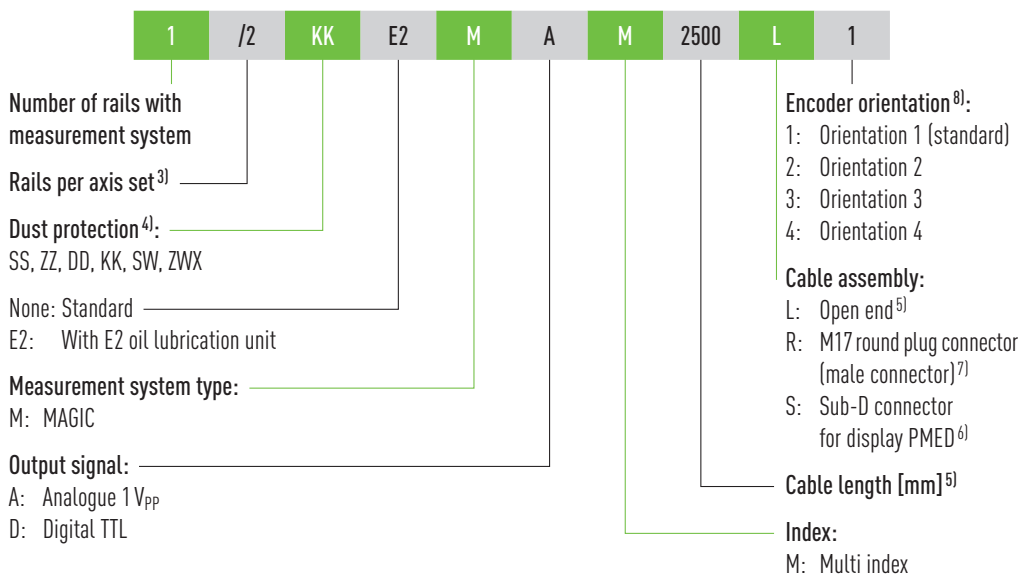 1 /2 KK E2 M A M 2500 L 1
Number of rails with
measurement system
Rails per axis set 3)
Dust protection 4):
SS, ZZ, DD, KK, SW, ZWX
None: Standard
E2: With E2 oil lubrication unit
Measurement system type:
M: MAGIC
Output signal:
A: Analogue 1 VPP
D: Digital TTL
Encoder orientation 8):
1: Orientation 1 (standard)
2: Orientation 2
3: Orientation 3
4: Orientation 4
Cable assembly:
L: Open end 5)
R: M17 round plug connector
(male connector) 7)
S: Sub-D connector
for display PMED 6)
Cable length [mm] 5)
Index:
M: Multi index